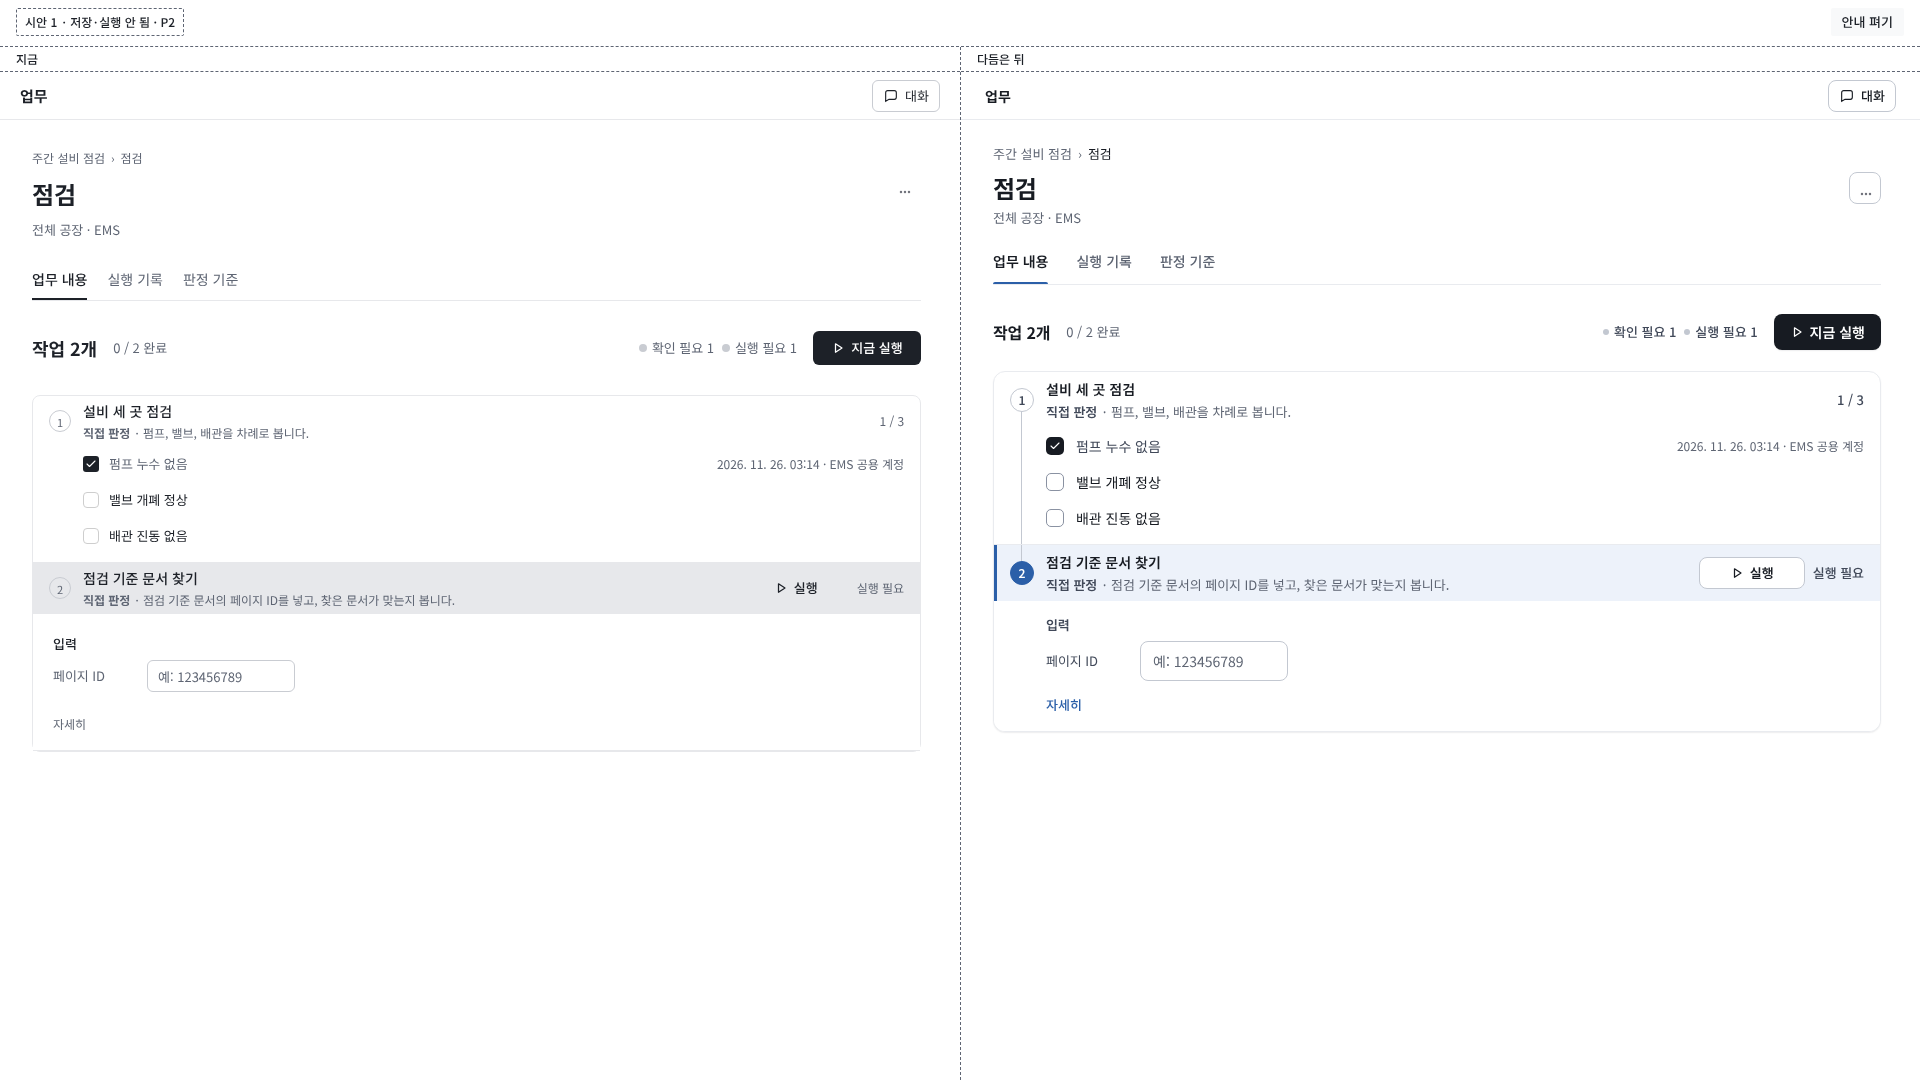 시안 1 · 저장·실행 안 됨 · P2
안내 펴기
지금
업무
대화
주간 설비 점검 › 점검
점검
...
전체 공장 · EMS
업무 내용 실행 기록 판정 기준
작업 2개 0 / 2 완료 확인 필요 1 실행 필요 1 지금 실행
1 설비 세 곳 점검 1 / 3
직접 판정 · 펌프, 밸브, 배관을 차례로 봅니다.
펌프 누수 없음 2026. 11. 26. 03:14 · EMS 공용 계정
밸브 개폐 정상
배관 진동 없음
2 점검 기준 문서 찾기 실행 실행 필요
직접 판정 · 점검 기준 문서의 페이지 ID를 넣고, 찾은 문서가 맞는지 봅니다.
입력
페이지 ID 예: 123456789
자세히
다듬은 뒤
업무
대화
주간 설비 점검 › 점검
점검
...
전체 공장 · EMS
업무 내용 실행 기록 판정 기준
작업 2개 0 / 2 완료 확인 필요 1 실행 필요 1 지금 실행
1 설비 세 곳 점검 1 / 3
직접 판정 · 펌프, 밸브, 배관을 차례로 봅니다.
펌프 누수 없음 2026. 11. 26. 03:14 · EMS 공용 계정
밸브 개폐 정상
배관 진동 없음
2 점검 기준 문서 찾기 실행 실행 필요
직접 판정 · 점검 기준 문서의 페이지 ID를 넣고, 찾은 문서가 맞는지 봅니다.
입력
페이지 ID 예: 123456789
자세히